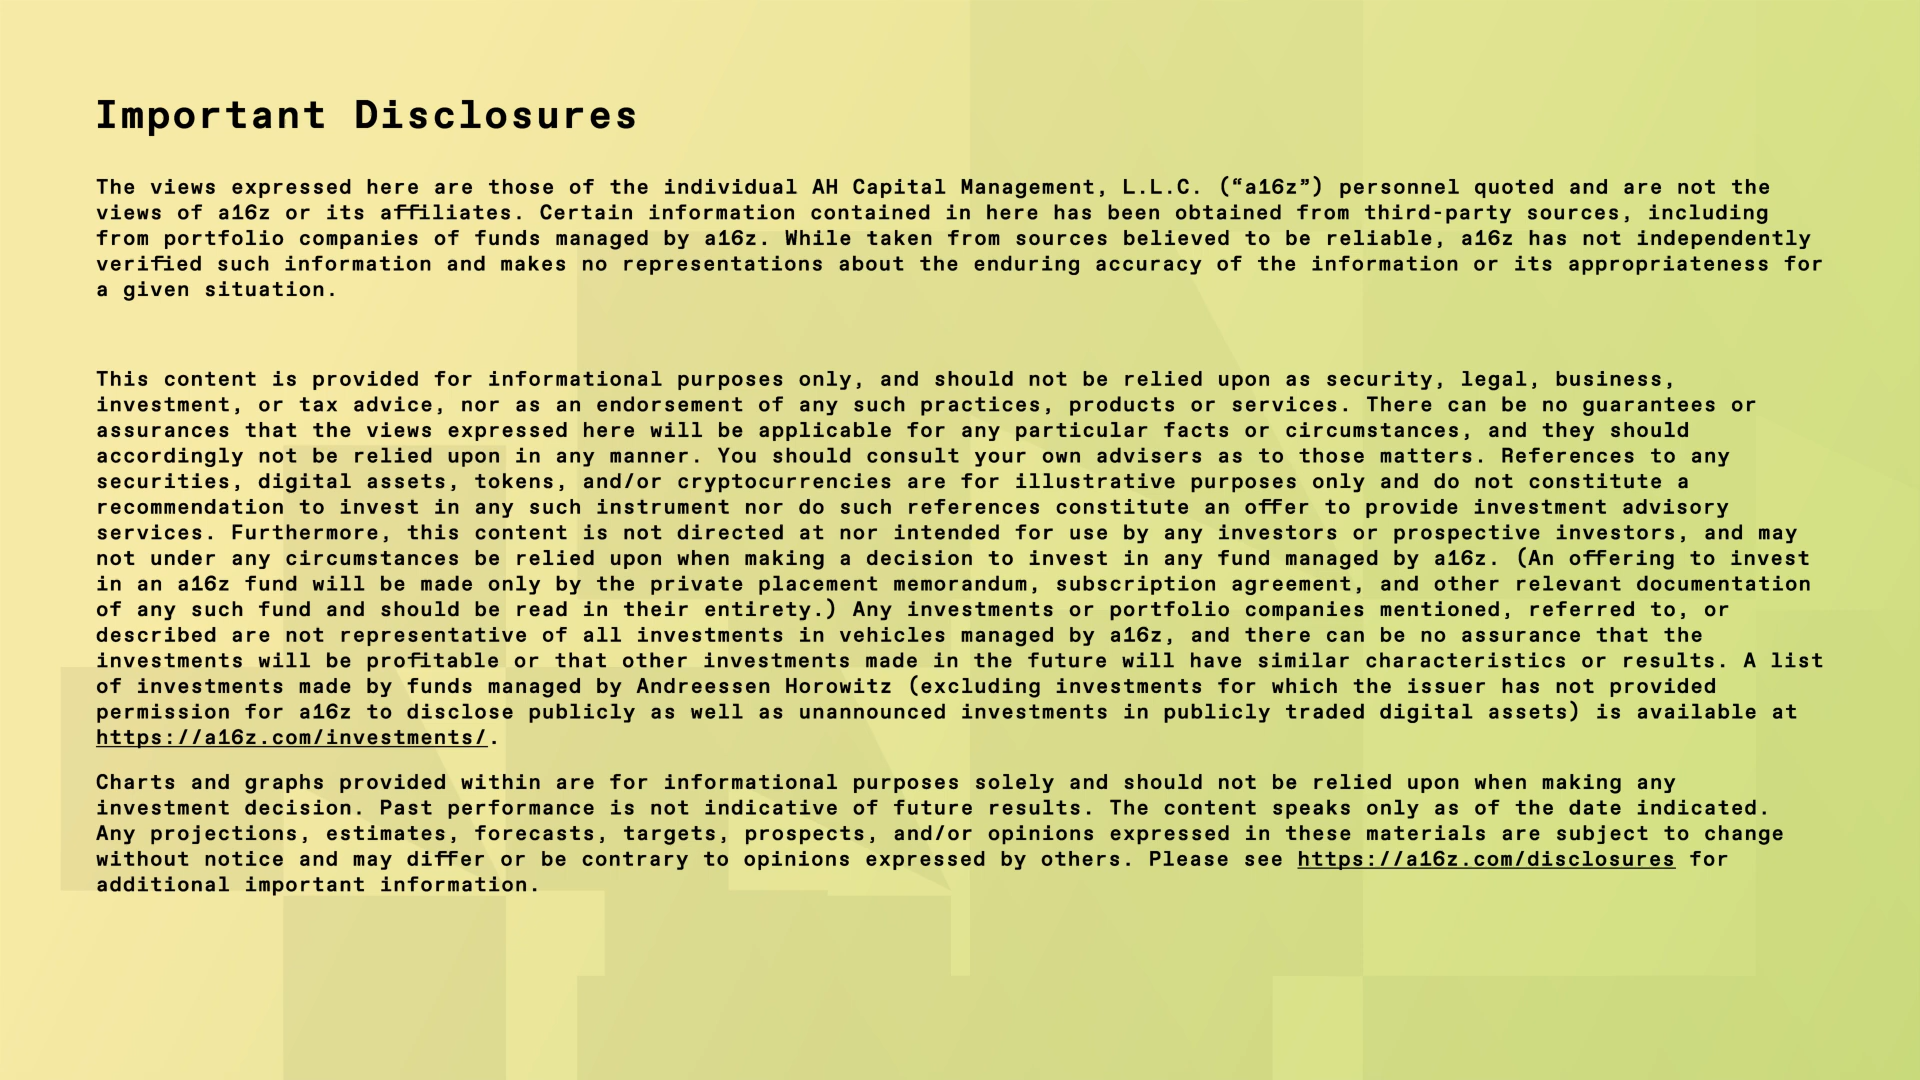 Important Disclosures
The views expressed here are those of the individual AH Capital Management, L.L.C. (“a16z”) personnel quoted and are not the
views of a16z or its affiliates. Certain information contained in here has been obtained from third-party sources, including
from portfolio companies of funds managed by a16z. While taken from sources believed to be reliable, a16z has not independently
verified such information and makes no representations about the enduring accuracy of the information or its appropriateness for
a given situation.
This content is provided for informational purposes only, and should not be relied upon as security, legal, business,
investment, or tax advice, nor as an endorsement of any such practices, products or services. There can be no guarantees or
assurances that the views expressed here will be applicable for any particular facts or circumstances, and they should
accordingly not be relied upon in any manner. You should consult your own advisers as to those matters. References to any
securities, digital assets, tokens, and/or cryptocurrencies are for illustrative purposes only and do not constitute a
recommendation to invest in any such instrument nor do such references constitute an offer to provide investment advisory
services. Furthermore, this content is not directed at nor intended for use by any investors or prospective investors, and may
not under any circumstances be relied upon when making a decision to invest in any fund managed by a16z. (An offering to invest
in an a16z fund will be made only by the private placement memorandum, subscription agreement, and other relevant documentation
of any such fund and should be read in their entirety.) Any investments or portfolio companies mentioned, referred to, or
described are not representative of all investments in vehicles managed by a16z, and there can be no assurance that the
investments will be profitable or that other investments made in the future will have similar characteristics or results. A list
of investments made by funds managed by Andreessen Horowitz (excluding investments for which the issuer has not provided
permission for a16z to disclose publicly as well as unannounced investments in publicly traded digital assets) is available at
https://a16z.com/investments/.
Charts and graphs provided within are for informational purposes solely and should not be relied upon when making any
investment decision. Past performance is not indicative of future results. The content speaks only as of the date indicated.
Any projections, estimates, forecasts, targets, prospects, and/or opinions expressed in these materials are subject to change
without notice and may differ or be contrary to opinions expressed by others. Please see https://a16z.com/disclosures for
additional important information.